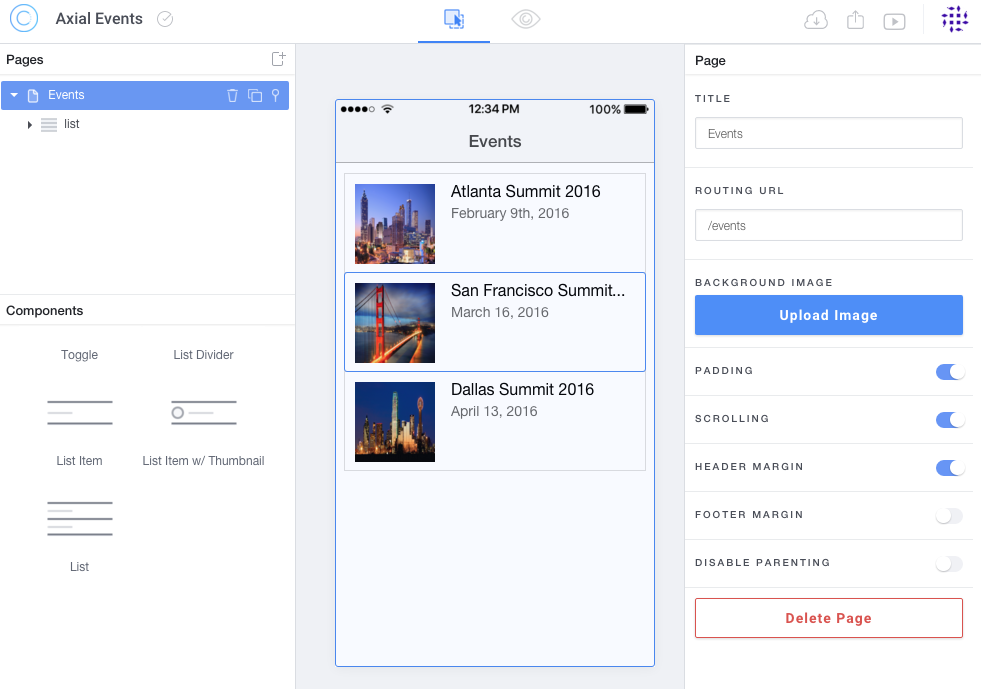 Axial Events
Pages
Events
list
Components
Toggle
List Divider
List Item
List Item w/ Thumbnail
List
12:34 PM
100%
Events
Atlanta Summit 2016
February 9th, 2016
San Francisco Summit...
March 16, 2016
Dallas Summit 2016
April 13, 2016
Page
TITLE
Events
ROUTING URL
/events
BACKGROUND IMAGE
Upload Image
PADDING
SCROLLING
HEADER MARGIN
FOOTER MARGIN
DISABLE PARENTING
Delete Page